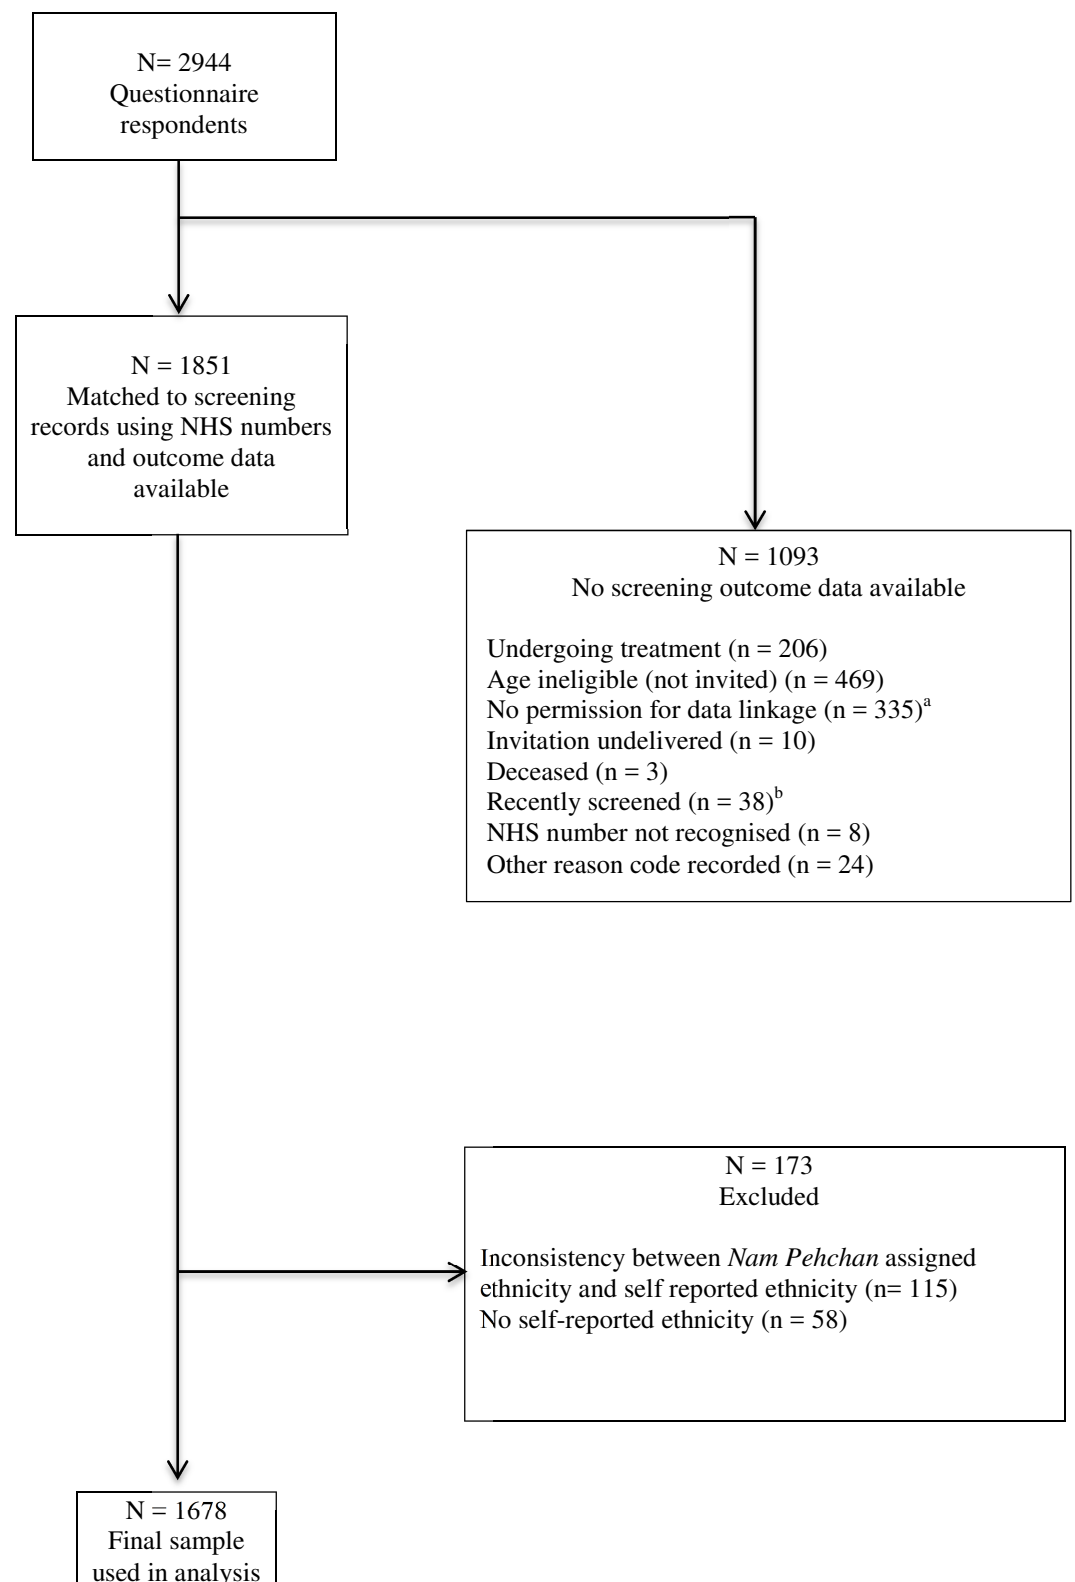 N= 2944
Questionnaire
respondents
N = 1851
Matched to screening
records using NHS numbers
and outcome data
available
N = 1093
No screening outcome data available
Undergoing treatment (n = 206)
Age ineligible (not invited) (n = 469)
No permission for data linkage (n = 335)a
Invitation undelivered (n = 10)
Deceased (n = 3)
Recently screened (n = 38)b
NHS number not recognised (n = 8)
Other reason code recorded (n = 24)
N = 173
Excluded
Inconsistency between Nam Pehchan assigned
ethnicity and self reported ethnicity (n= 115)
No self-reported ethnicity (n = 58)
N = 1678
Final sample
used in analysis